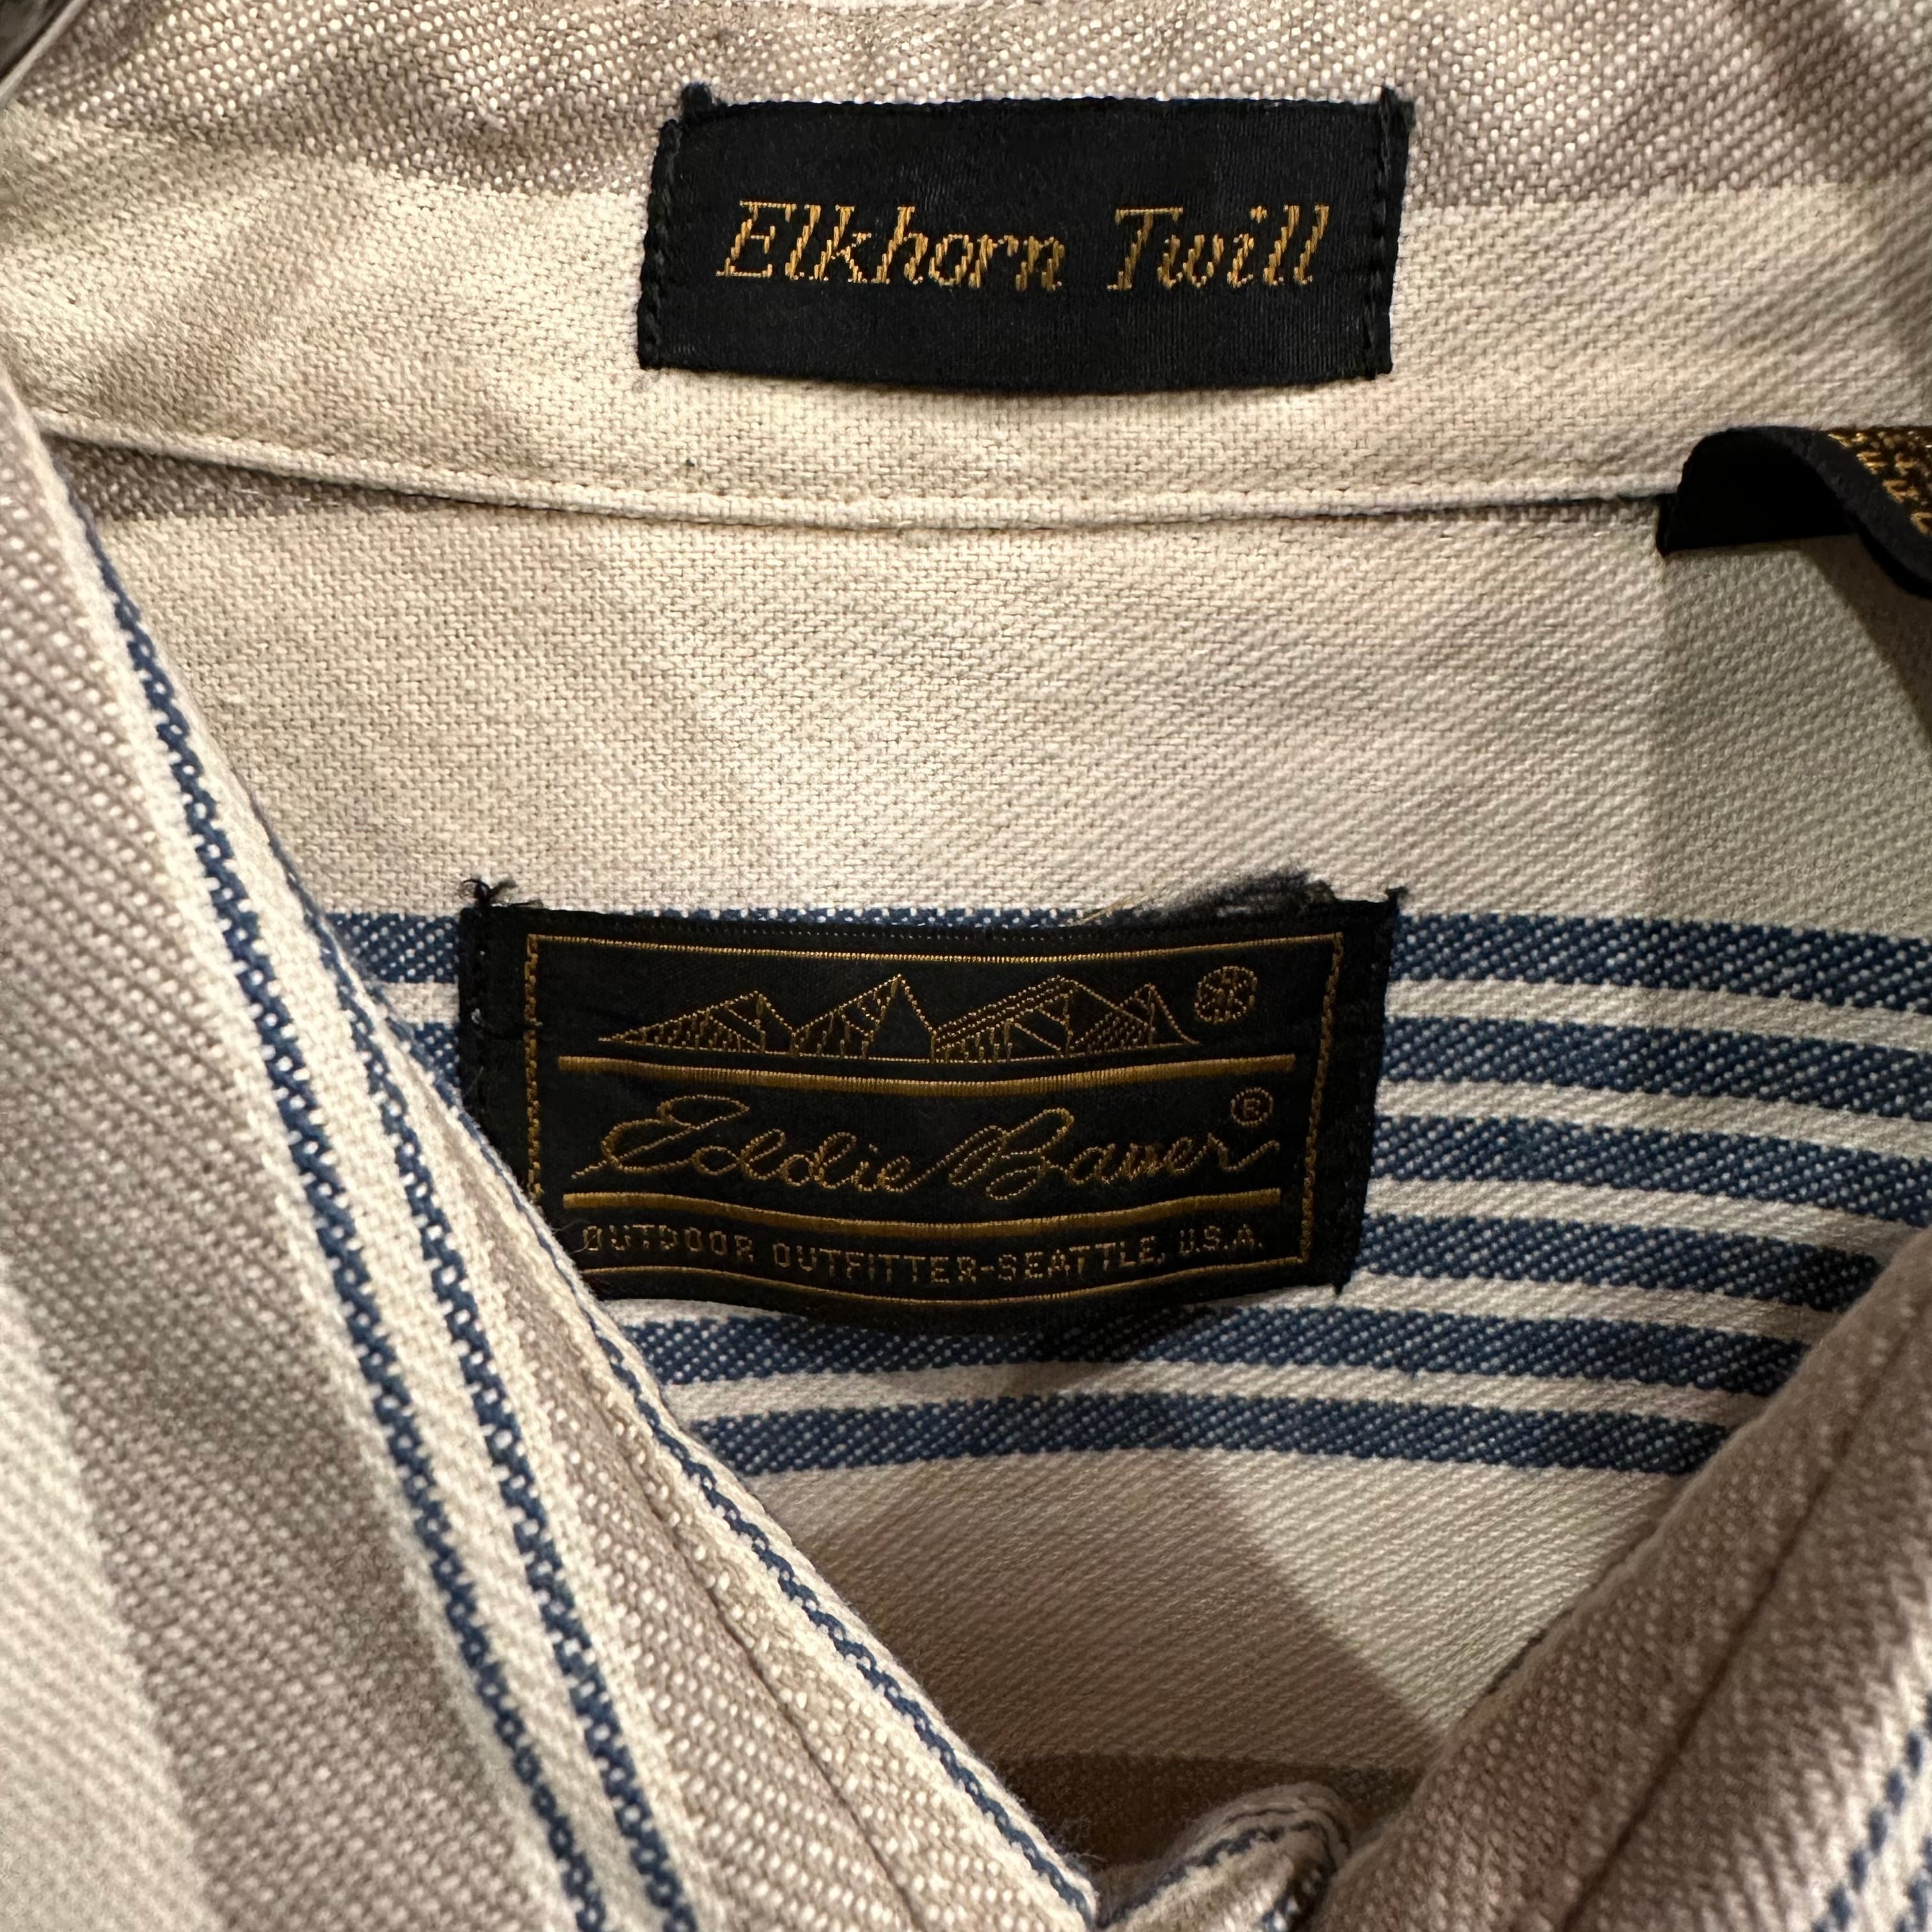 Elkhorn Twill
Eddie Bauer ®
OUTDOOR OUTFITTER-SEATTLE, U.S.A.